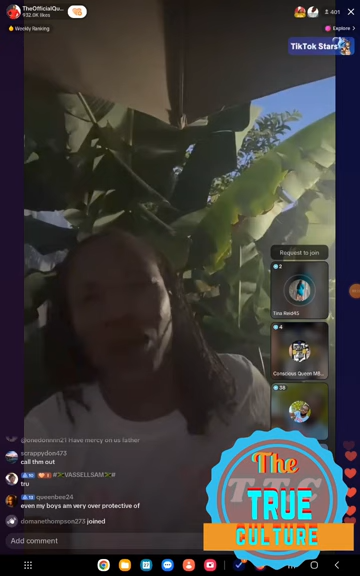 TheOfficialQu...
932.0K likes
401
Weekly Ranking
Explore >
TikTok Stars
Request to join
2
Tina Reid45
4
Conscious Queen MB...
38
@onedonnn21 Have mercy on us father
scrappydon473
call thm out
#VASSELLSAM#
tru
queenbee24
even my boys am very over protective of
domanethompson273 joined
Add comment
The
T.T.C
TRUE
CULTURE